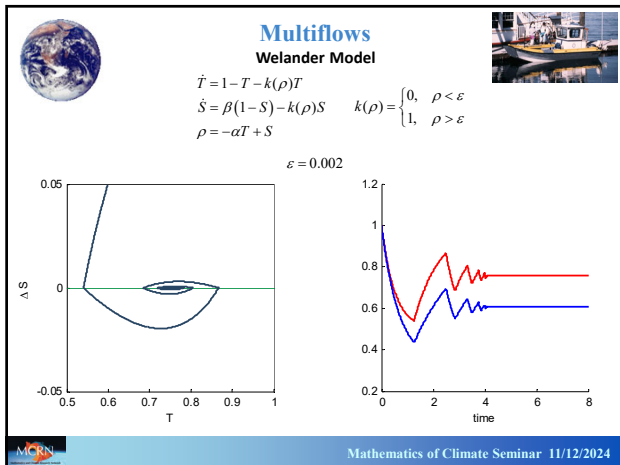 Multiflows
Welander Model
Ṫ = 1 − T − k(ρ)T
Ṡ = β(1 − S) − k(ρ)S
ρ = −αT + S
k(ρ) = {0, ρ < ε
1, ρ > ε
ε = 0.002
0.05
0
-0.05
Δ S
0.5 0.6 0.7 0.8 0.9 1
T
1.2
1
0.8
0.6
0.4
0.2
0 2 4 6 8
time
MCRN
Mathematics of Climate Seminar 11/12/2024